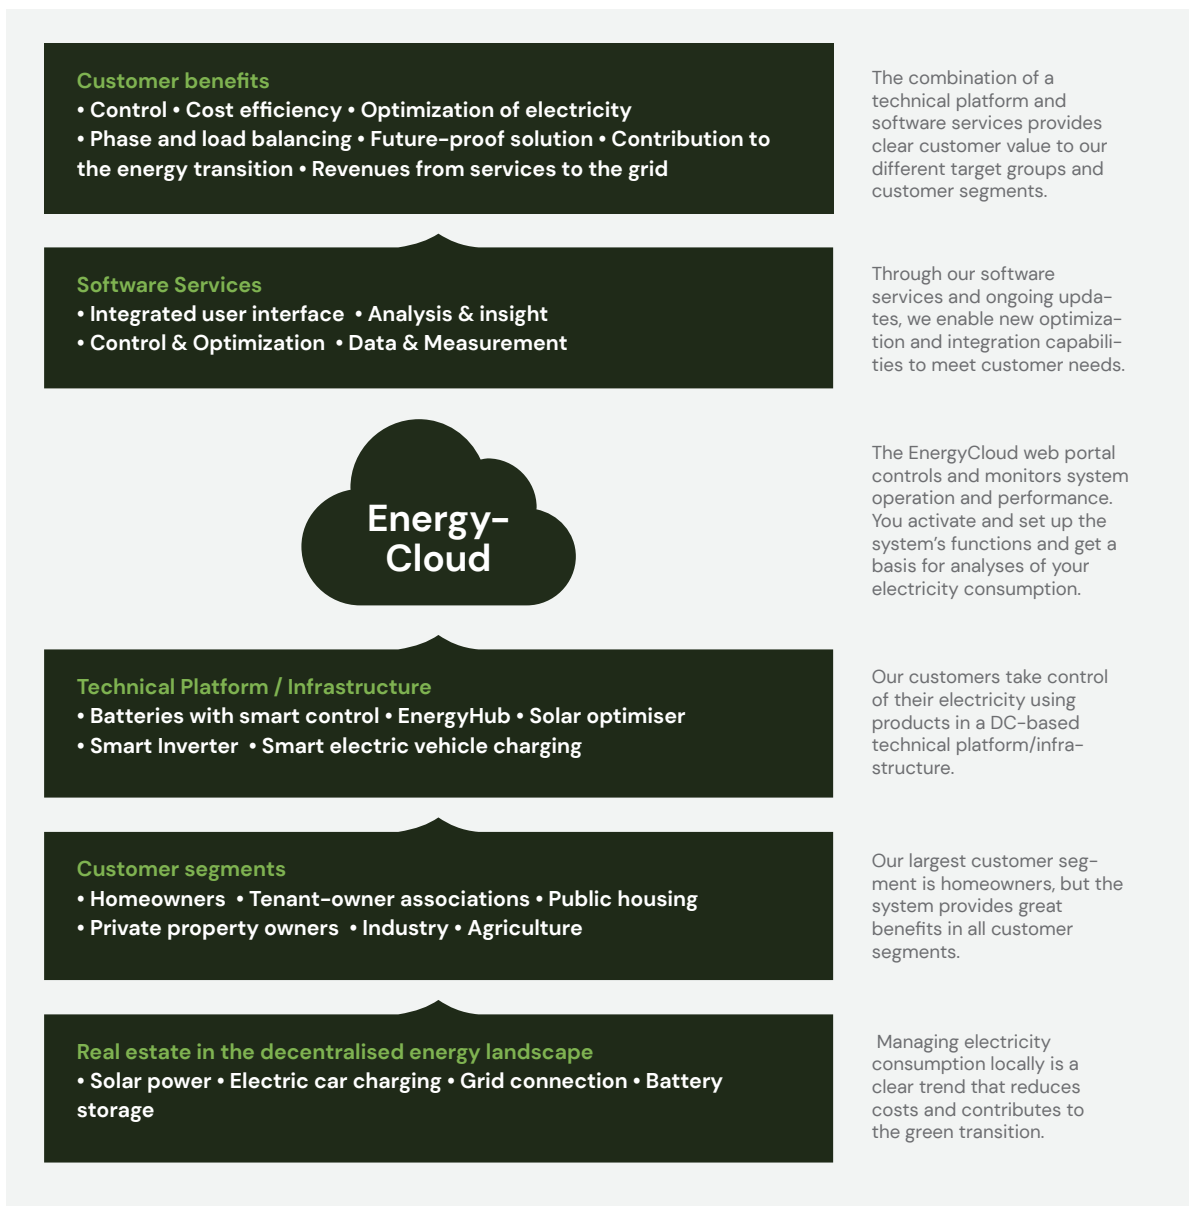 Customer benefits
• Control • Cost efficiency • Optimization of electricity
• Phase and load balancing • Future-proof solution • Contribution to
the energy transition • Revenues from services to the grid
The combination of a
technical platform and
software services provides
clear customer value to our
different target groups and
customer segments.
Software Services
• Integrated user interface • Analysis & insight
• Control & Optimization • Data & Measurement
Through our software
services and ongoing upda-
tes, we enable new optimiza-
tion and integration capabili-
ties to meet customer needs.
Energy-
Cloud
The EnergyCloud web portal
controls and monitors system
operation and performance.
You activate and set up the
system's functions and get a
basis for analyses of your
electricity consumption.
Technical Platform / Infrastructure
• Batteries with smart control • EnergyHub • Solar optimiser
• Smart Inverter • Smart electric vehicle charging
Our customers take control
of their electricity using
products in a DC-based
technical platform/infra-
structure.
Customer segments
• Homeowners • Tenant-owner associations • Public housing
• Private property owners • Industry • Agriculture
Our largest customer seg-
ment is homeowners, but the
system provides great
benefits in all customer
segments.
Real estate in the decentralised energy landscape
• Solar power • Electric car charging • Grid connection • Battery
storage
Managing electricity
consumption locally is a
clear trend that reduces
costs and contributes to
the green transition.